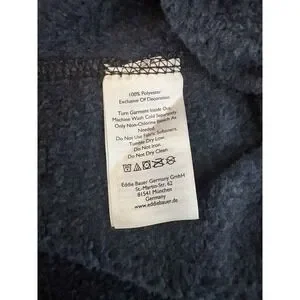 100% Polyester
Exclusive Of Decoration
Turn Garment Inside Out.
Machine Wash Cold Separately
Only Non-Chlorine Bleach As
Needed.
Do Not Use Fabric Softeners.
Tumble Dry Low.
Do Not Iron.
Do Not Dry Clean
Eddie Bauer Germany GmbH
St.-Martin-Str. 62
81541 München
Germany
www.eddiebauer.de